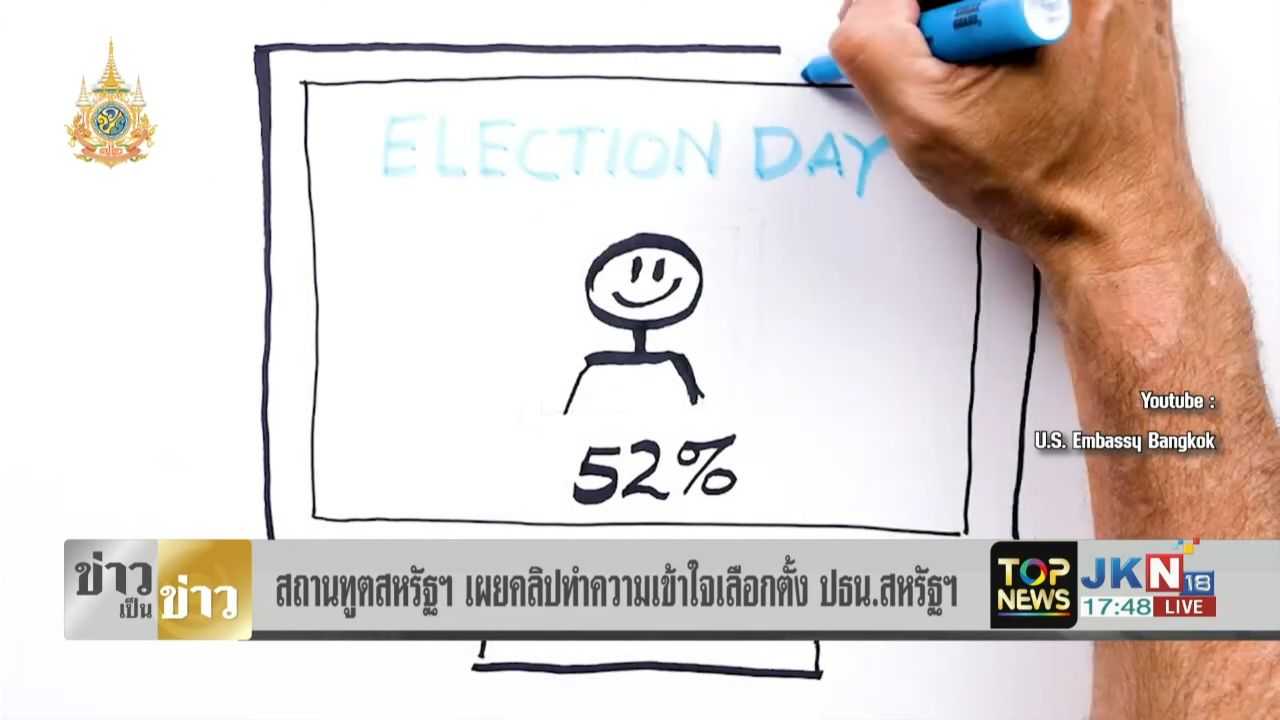 ELECTION DAY
52%
Youtube :
U.S. Embassy Bangkok
ข่าว
เป็น
ข่าว
สถานทูตสหรัฐฯ เผยคลิปทำความเข้าใจเลือกตั้ง ปธน.สหรัฐฯ
TOP
NEWS
JKN18
17:48 LIVE